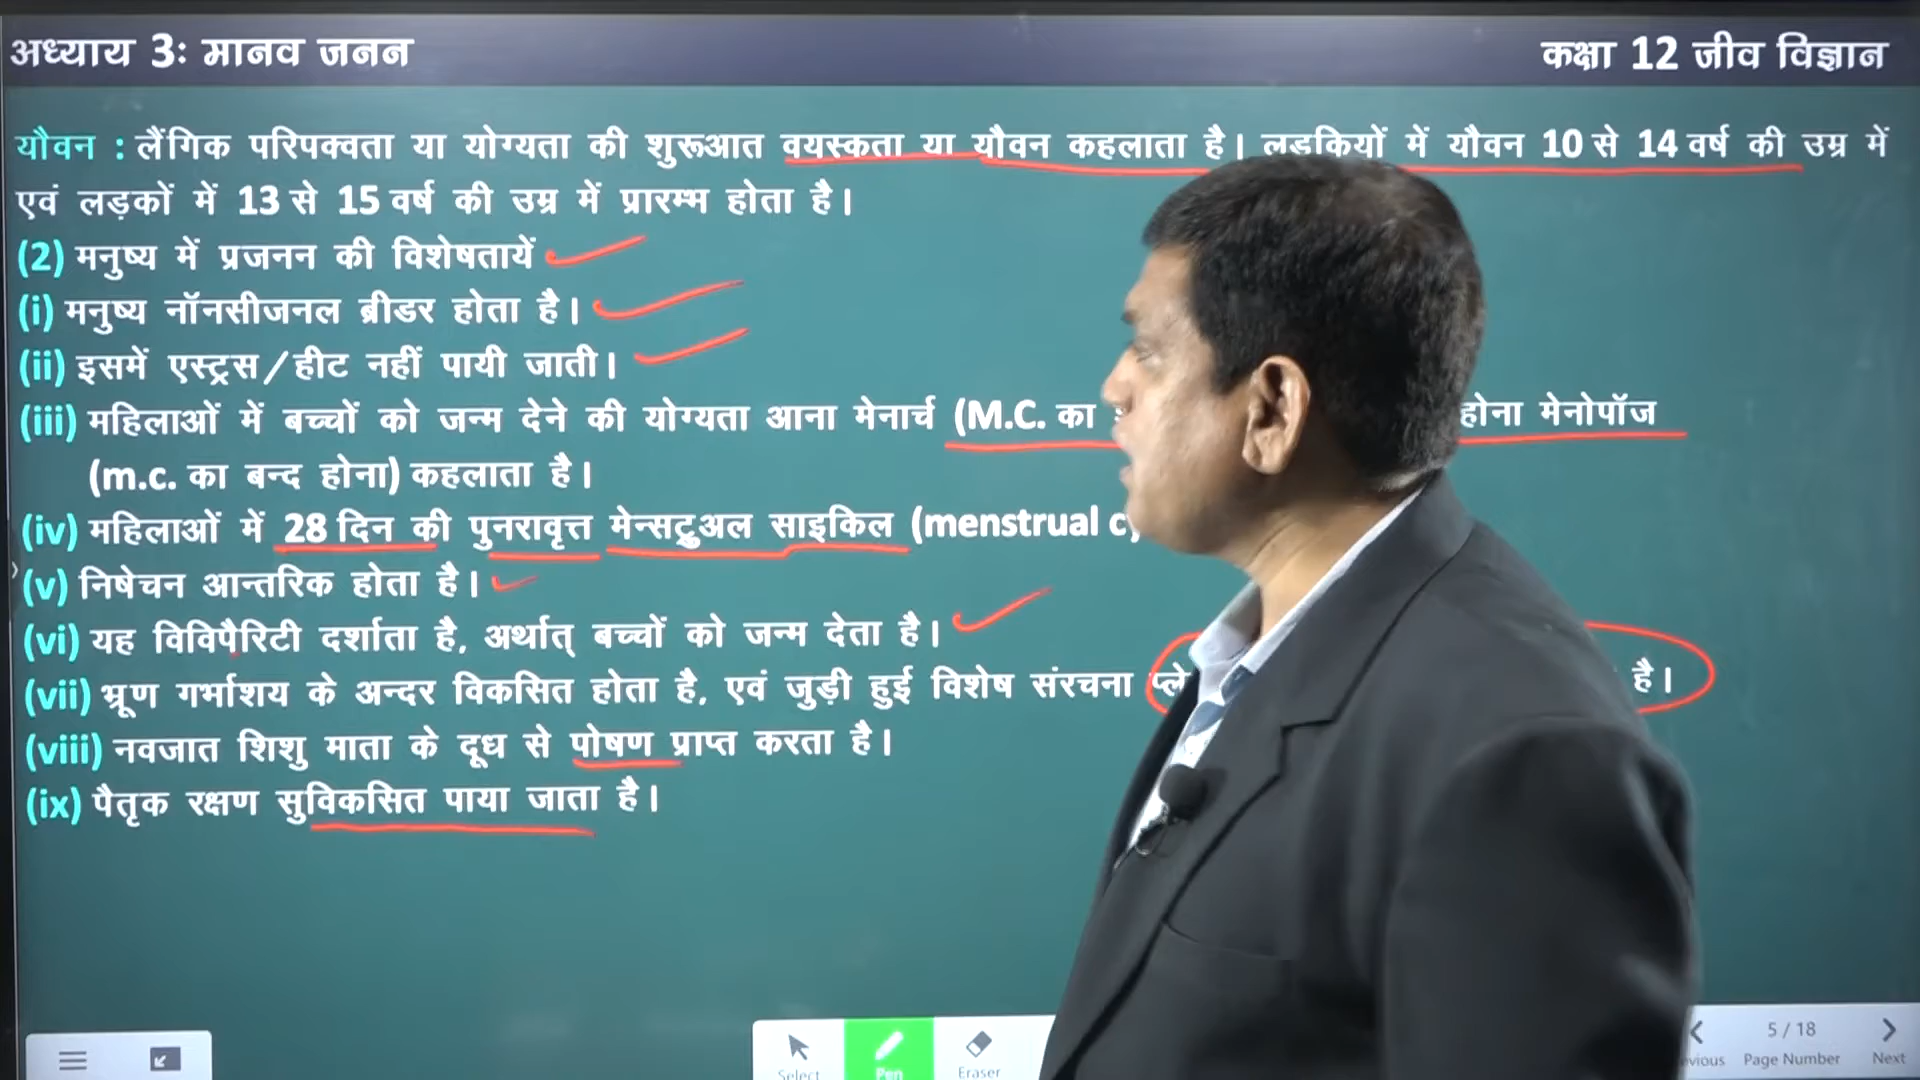 अध्याय 3: मानव जनन
कक्षा 12 जीव विज्ञान
यौवन : लैंगिक परिपक्वता या योग्यता की शुरूआत वयस्कता या यौवन कहलाता है। लड़कियों में यौवन 10 से 14 वर्ष की उम्र में
एवं लड़कों में 13 से 15 वर्ष की उम्र में प्रारम्भ होता है।
(2) मनुष्य में प्रजनन की विशेषतायें
(i) मनुष्य नॉनसीजनल ब्रीडर होता है।
(ii) इसमें एस्ट्रस/हीट नहीं पायी जाती।
(iii) महिलाओं में बच्चों को जन्म देने की योग्यता आना मेनार्च (M.C. का होना मेनोपॉज
(m.c. का बन्द होना) कहलाता है।
(iv) महिलाओं में 28 दिन की पुनरावृत्त मेन्सट्रुअल साइकिल (menstrual
(v) निषेचन आन्तरिक होता है।
(vi) यह विविपैरिटी दर्शाता है, अर्थात् बच्चों को जन्म देता है।
(vii) भ्रूण गर्भाशय के अन्दर विकसित होता है, एवं जुड़ी हुई विशेष संरचना है।
(viii) नवजात शिशु माता के दूध से पोषण प्राप्त करता है।
(ix) पैतृक रक्षण सुविकसित पाया जाता है।
5 / 18
Select Pen Eraser Page Number Next